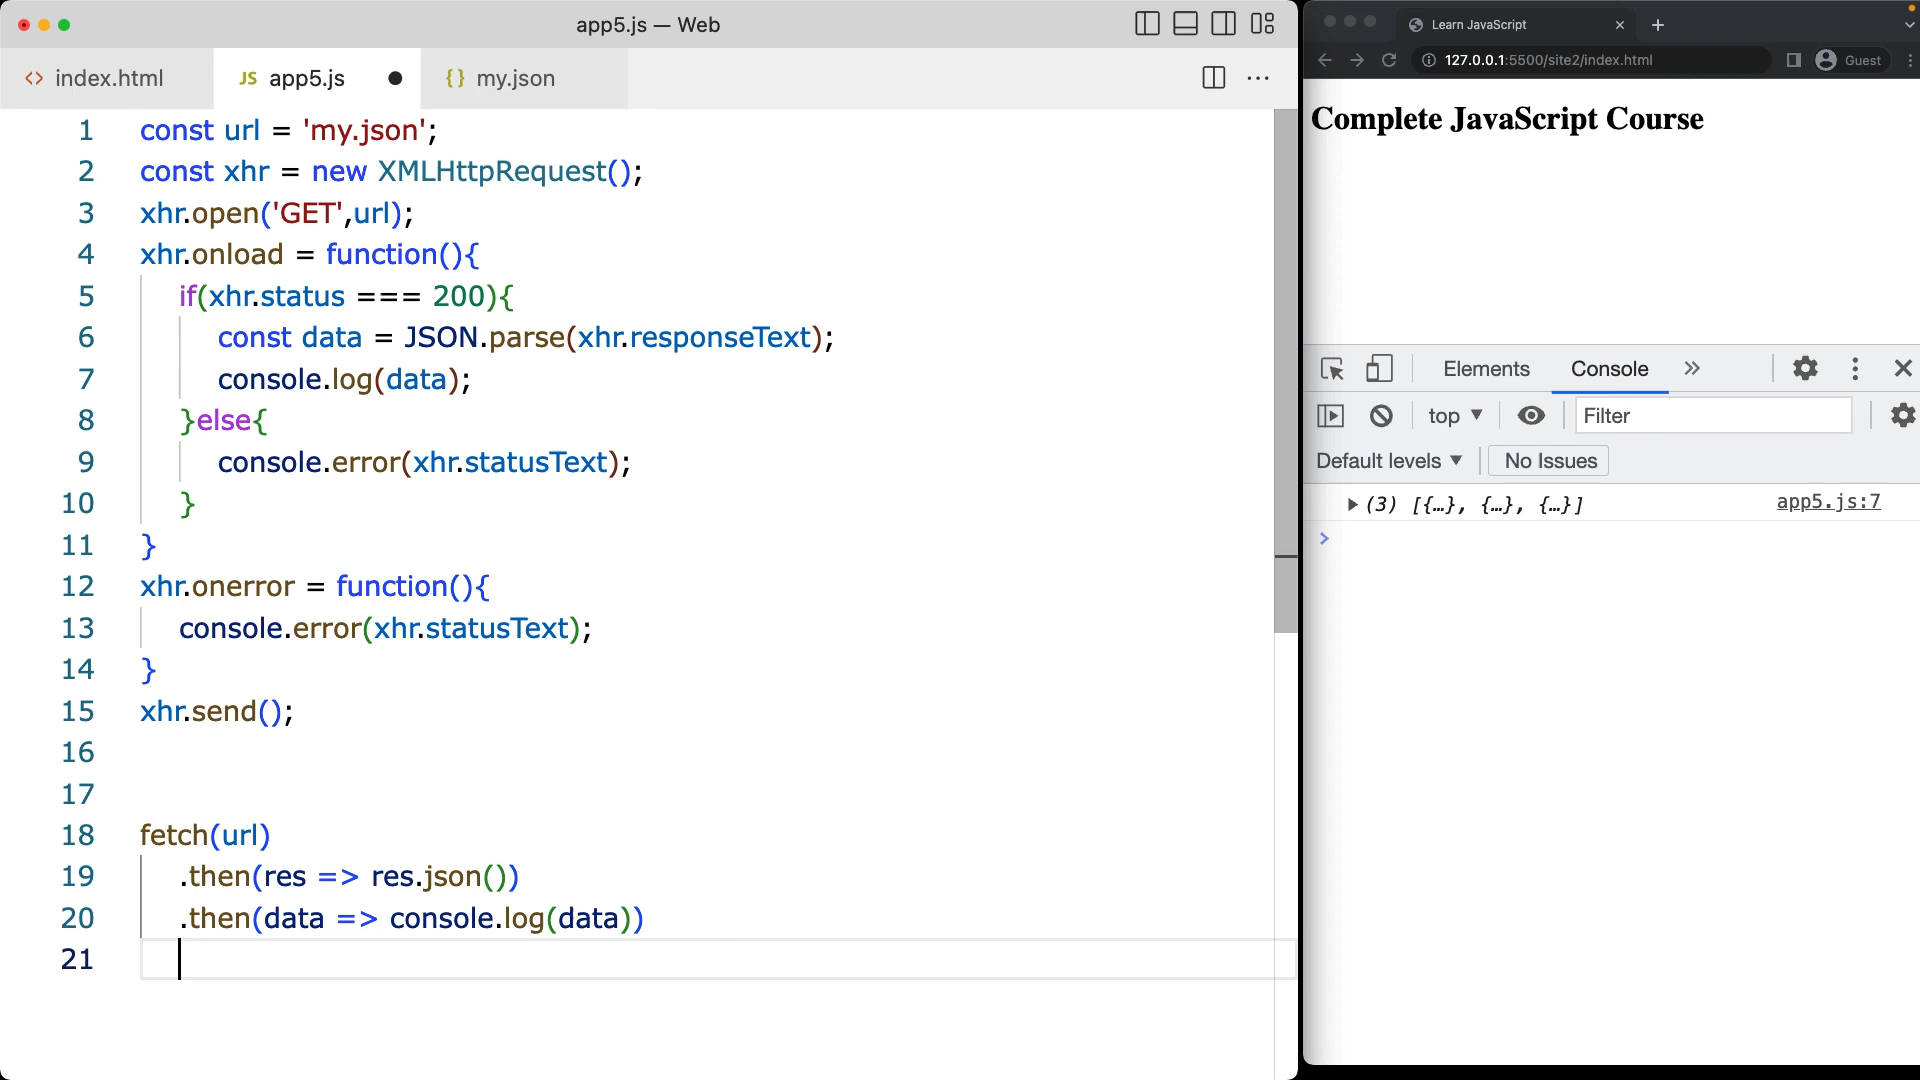 app5.js — Web
index.html
JS app5.js
{} my.json
1 const url = 'my.json';
2 const xhr = new XMLHttpRequest();
3 xhr.open('GET',url);
4 xhr.onload = function(){
5 if(xhr.status === 200){
6 const data = JSON.parse(xhr.responseText);
7 console.log(data);
8 }else{
9 console.error(xhr.statusText);
10 }
11 }
12 xhr.onerror = function(){
13 console.error(xhr.statusText);
14 }
15 xhr.send();
16
17
18 fetch(url)
19 .then(res => res.json())
20 .then(data => console.log(data))
21
Learn JavaScript
127.0.0.1:5500/site2/index.html
Guest
Complete JavaScript Course
Elements Console
top Filter
Default levels No Issues
(3) [{…}, {…}, {…}] app5.js:7